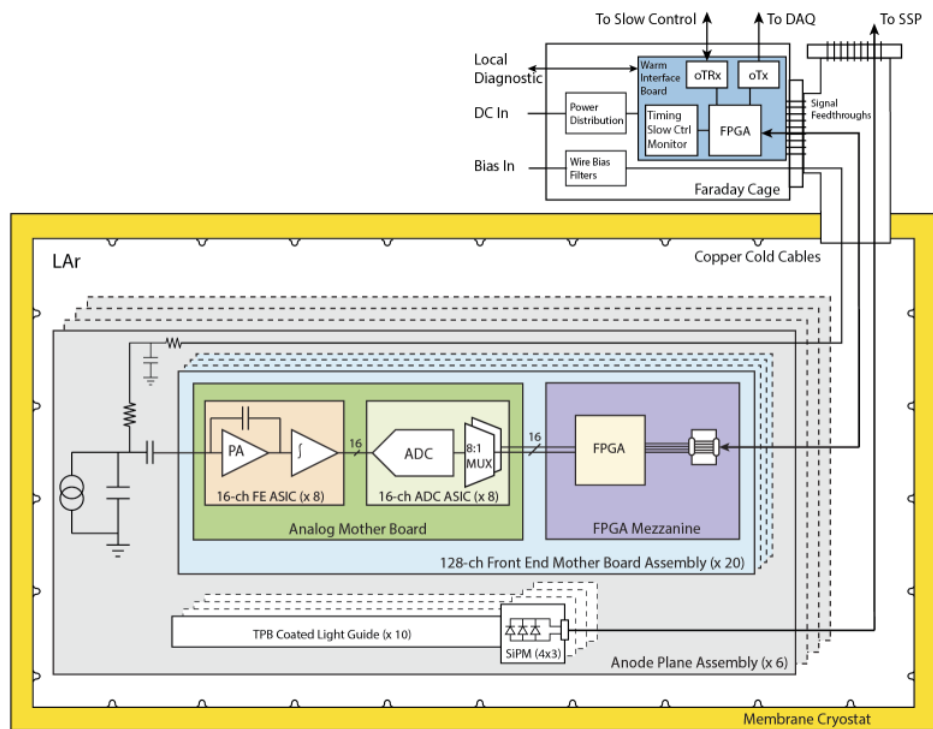 To Slow Control
To DAQ
To SSP
Local
Diagnostic
Warm
Interface
Board
oTRx
oTx
Signal
Feedthroughs
DC In
Power
Distribution
Timing
Slow Ctrl
Monitor
FPGA
Bias In
Wire Bias
Filters
Faraday Cage
LAr
Copper Cold Cables
PA
∫
16
ADC
8:1
MUX
16
FPGA
16-ch FE ASIC (x 8)
16-ch ADC ASIC (x 8)
Analog Mother Board
FPGA Mezzanine
128-ch Front End Mother Board Assembly (x 20)
TPB Coated Light Guide (x 10)
SiPM (4x3)
Anode Plane Assembly (x 6)
Membrane Cryostat